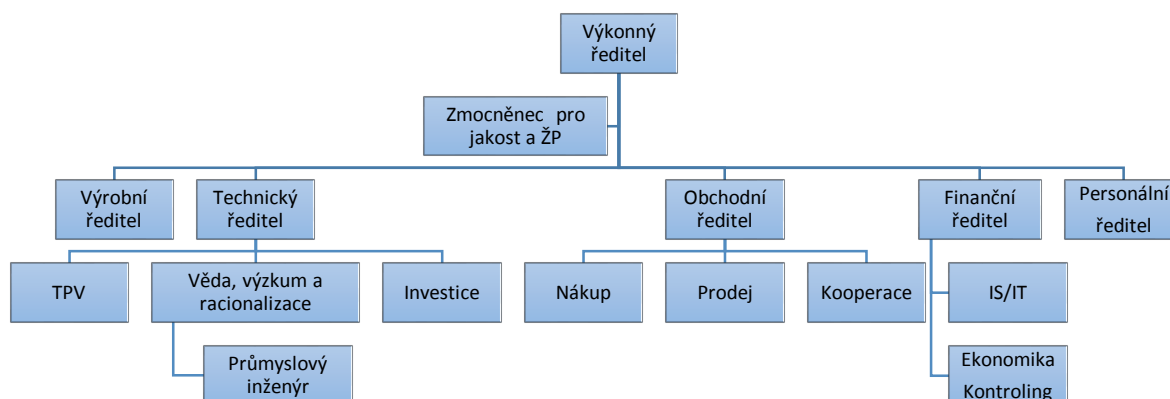 Výkonný
ředitel
Zmocněnec pro
jakost a ŽP
Výrobní
ředitel
Technický
ředitel
Obchodní
ředitel
Finanční
ředitel
Personální
ředitel
TPV
Věda, výzkum a
racionalizace
Investice
Nákup
Prodej
Kooperace
IS/IT
Průmyslový
inženýr
Ekonomika
Kontroling